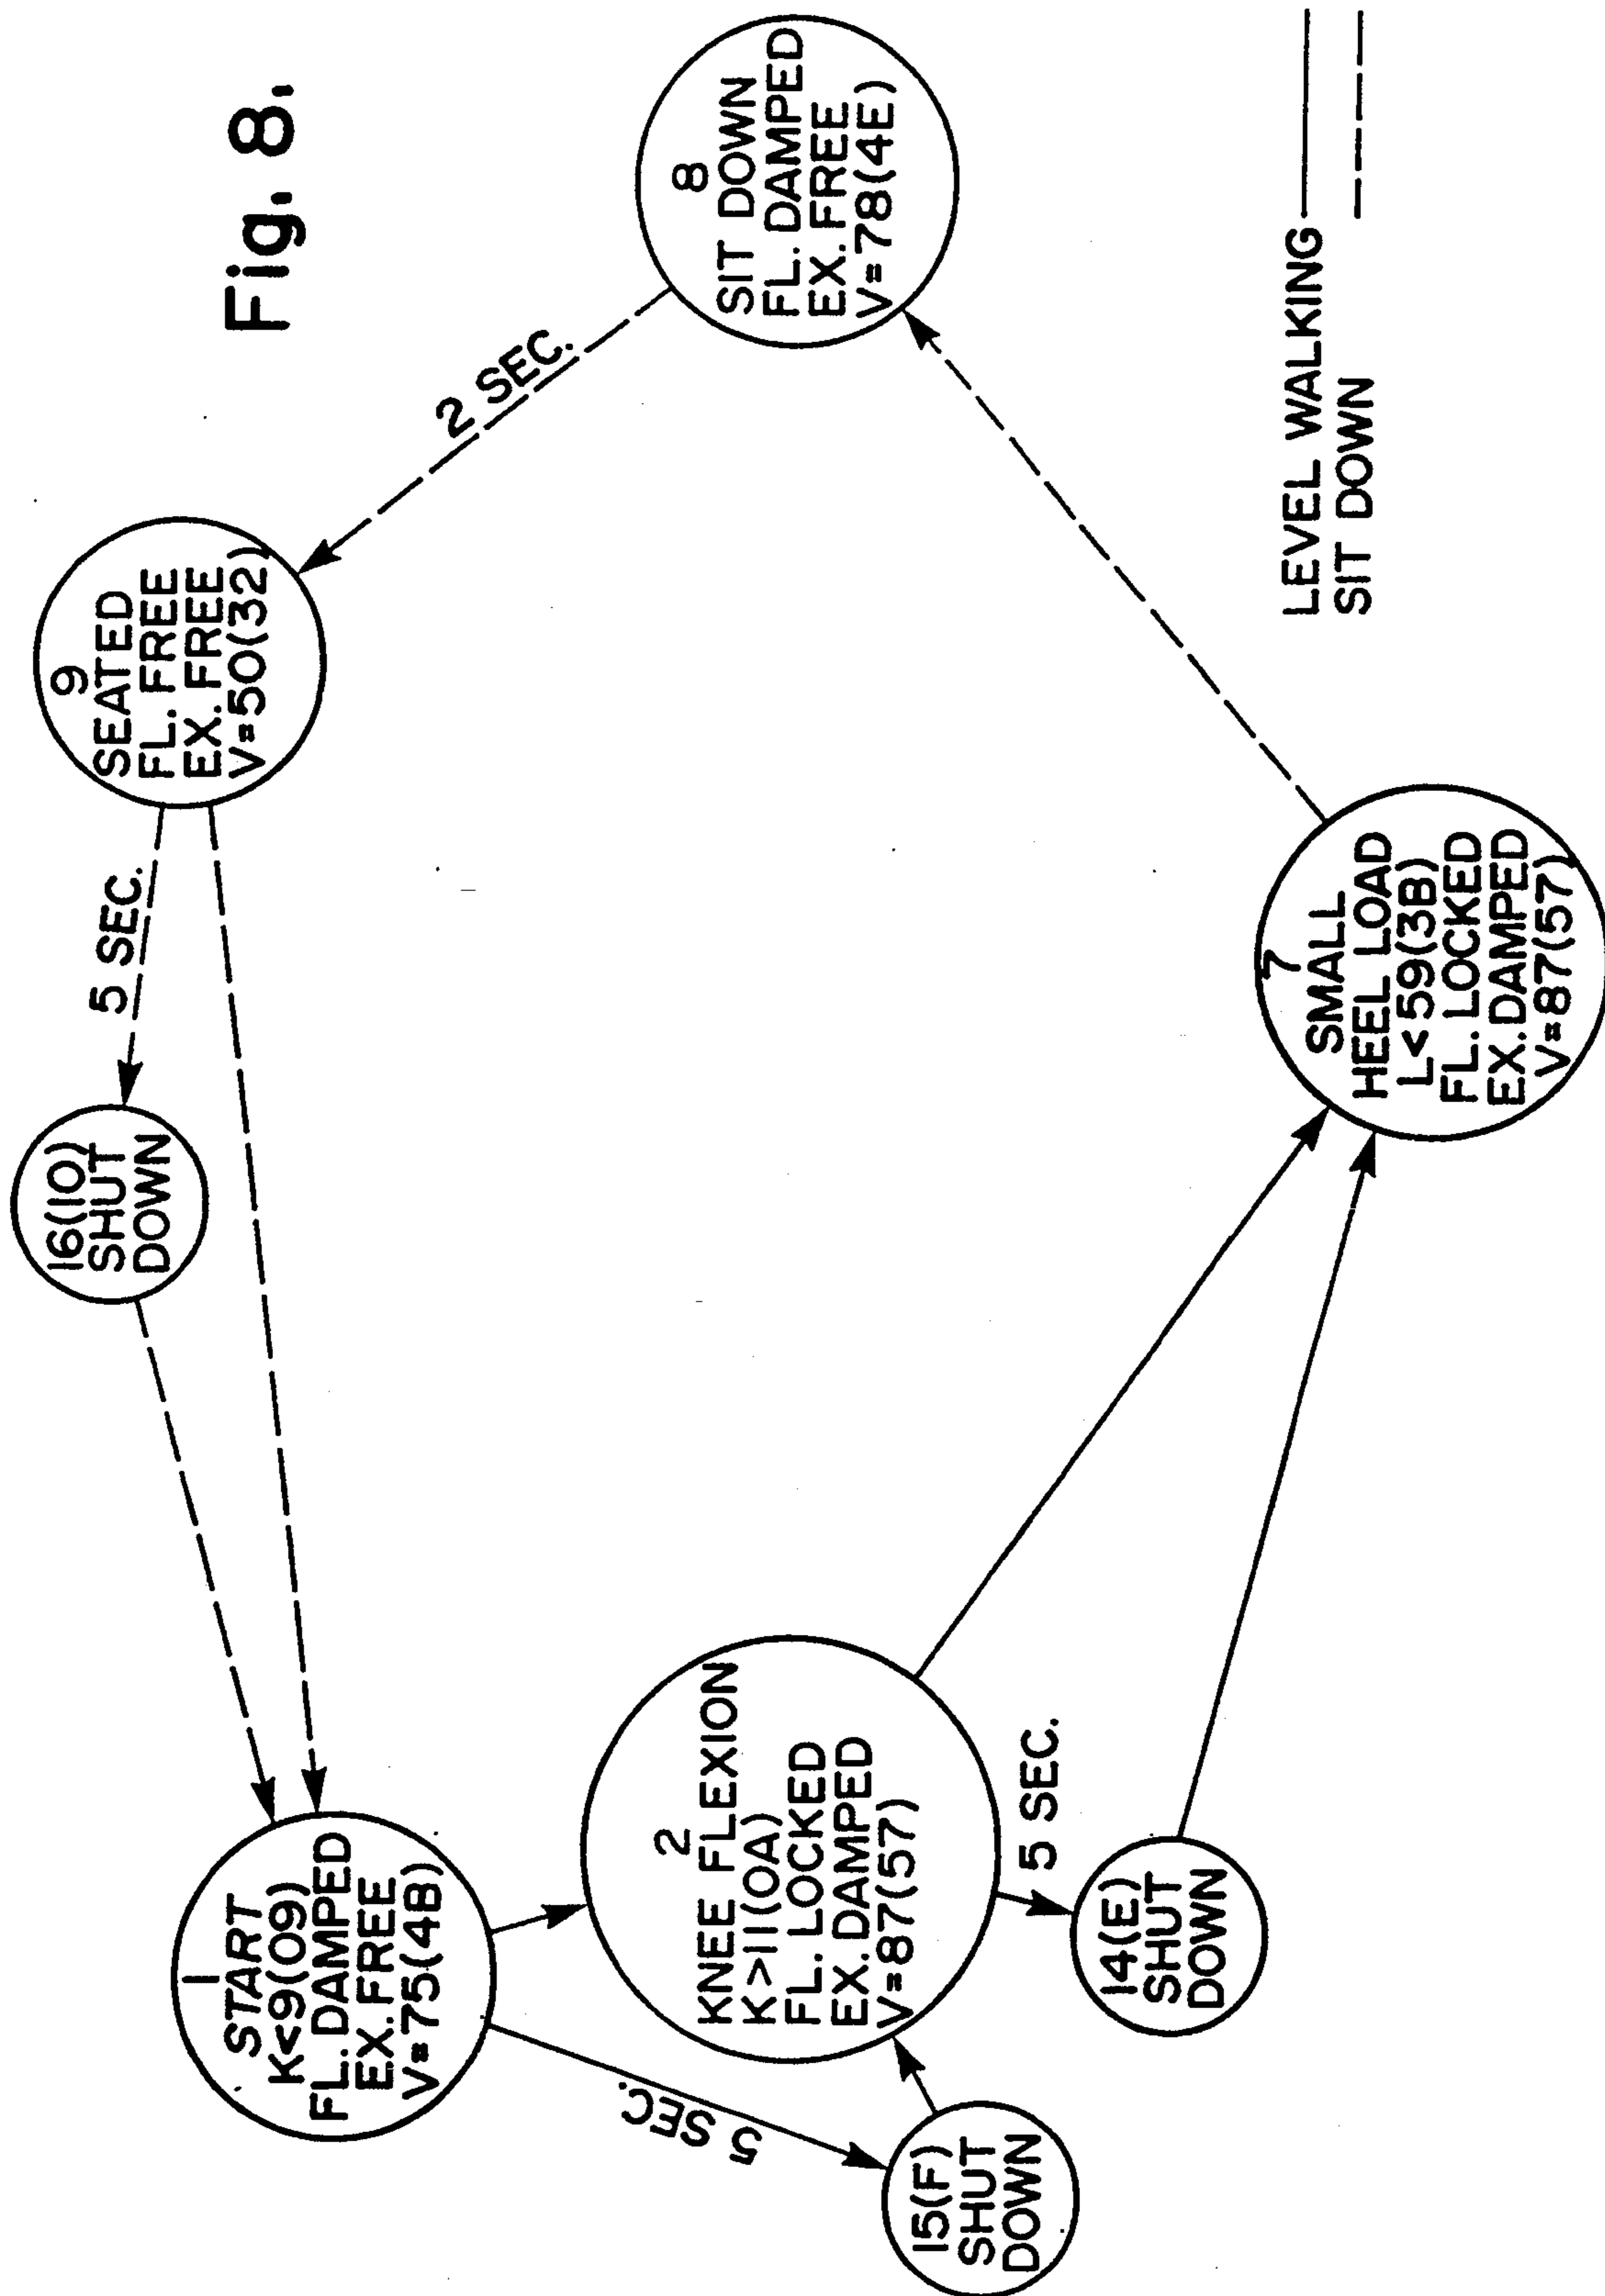 Fig. 8.
16(10)
SHUT
DOWN
5 SEC.
9
SEATED
FL. FREE
EX. FREE
V=50(32)
2 SEC.
1
START
K<9(09)
FL. DAMPED
EX. FREE
V=75(4B)
8
SIT DOWN
FL. DAMPED
EX. FREE
V=78(4E)
5 SEC.
2
KNEE FLEXION
K>11(0A)
FL. LOCKED
EX. DAMPED
V=87(57)
15(F)
SHUT
DOWN
5 SEC.
14(E)
SHUT
DOWN
7
SMALL
HEEL LOAD
L<59(3B)
FL. LOCKED
EX. DAMPED
V=87(57)
LEVEL WALKING
SIT DOWN